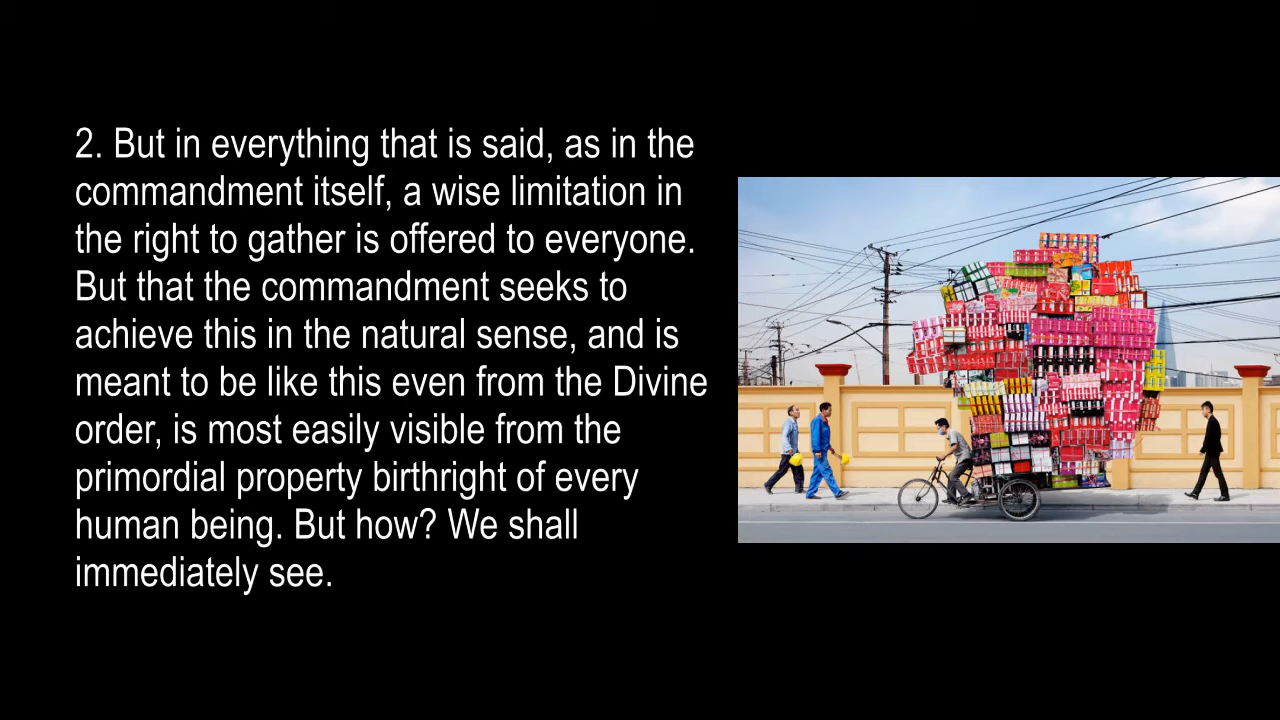 2. But in everything that is said, as in the
commandment itself, a wise limitation in
the right to gather is offered to everyone.
But that the commandment seeks to
achieve this in the natural sense, and is
meant to be like this even from the Divine
order, is most easily visible from the
primordial property birthright of every
human being. But how? We shall
immediately see.